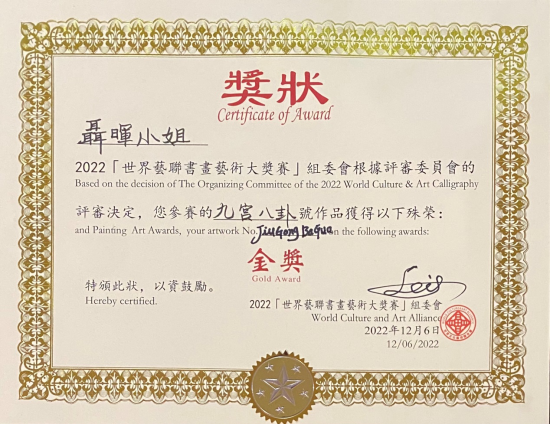 獎狀
Certificate of Award
聶暉小姐
2022「世界藝聯書畫藝術大獎賽」組委會根據評審委員會的
Based on the decision of The Organizing Committee of the 2022 World Culture & Art Calligraphy
評審決定，您參賽的九宮八卦號作品獲得以下殊榮：
and Painting Art Awards, your artwork No. JiuGong BaGua on the following awards:
金獎
Gold Award
特頒此狀，以資鼓勵。
Hereby certified.
2022「世界藝聯書畫藝術大獎賽」組委會
World Culture and Art Alliance
2022年12月6日
12/06/2022